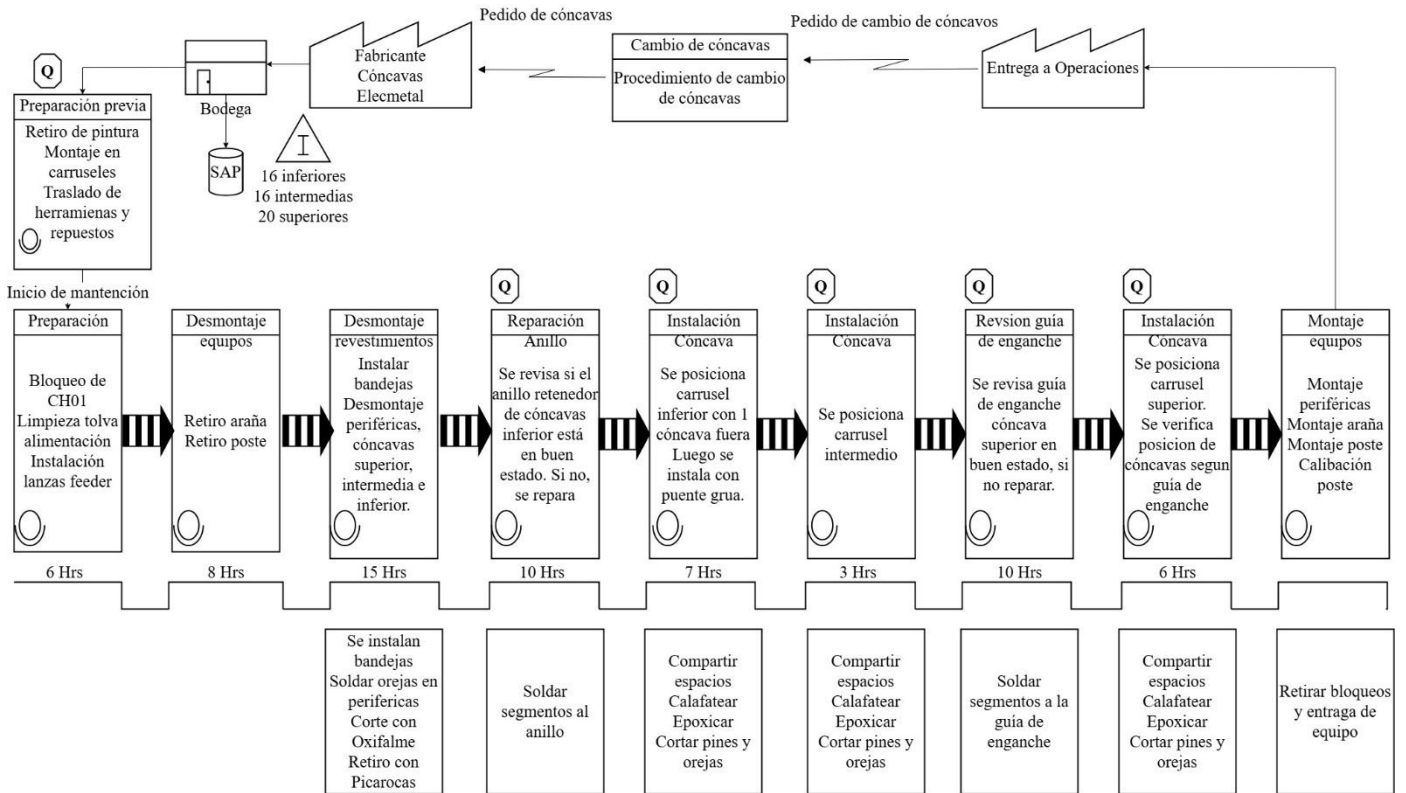 Pedido de cóncavas
Pedido de cambio de cóncavos
Q
Fabricante
Cóncavas
Elecmetal
Cambio de cóncavas
Procedimiento de cambio
de cóncavas
Entrega a Operaciones
Bodega
SAP
I
16 inferiores
16 intermedias
20 superiores
Preparación previa
Retiro de pintura
Montaje en
carruseles
Traslado de
herramienas y
repuestos
Inicio de mantención
Preparación
Bloqueo de
CH01
Limpieza tolva
alimentación
Instalación
lanzas feeder
6 Hrs
Desmontaje
equipos
Retiro araña
Retiro poste
8 Hrs
Desmontaje
revestimientos
Instalar
bandejas
Desmontaje
periféricas,
cóncavas
superior,
intermedia e
inferior.
15 Hrs
Q
Reparación
Anillo
Se revisa si el
anillo retenedor
de cóncavas
inferior está
en buen
estado. Si no,
se repara
10 Hrs
Q
Instalación
Cóncava
Se posiciona
carrusel
inferior con 1
cóncava fuera
Luego se
instala con
puente grua.
7 Hrs
Q
Instalación
Cóncava
Se posiciona
carrusel
intermedio
3 Hrs
Q
Revsion guía
de enganche
Se revisa guía
de enganche
cóncava
superior en
buen estado, si
no reparar.
10 Hrs
Q
Instalación
Cóncava
Se posiciona
carrusel
superior.
Se verifica
posicion de
cóncavas segun
guía de
enganche
6 Hrs
Montaje
equipos
Montaje
periféricas
Montaje araña
Montaje poste
Calibación
poste
Se instalan
bandejas
Soldar orejas en
perifericas
Corte con
Oxifalme
Retiro con
Picarocas
Soldar
segmentos al
anillo
Compartir
espacios
Calafatear
Epoxicar
Cortar pines y
orejas
Compartir
espacios
Calafatear
Epoxicar
Cortar pines y
orejas
Soldar
segmentos a la
guía de
enganche
Compartir
espacios
Calafatear
Epoxicar
Cortar pines y
orejas
Retirar bloqueos
y entraga de
equipo